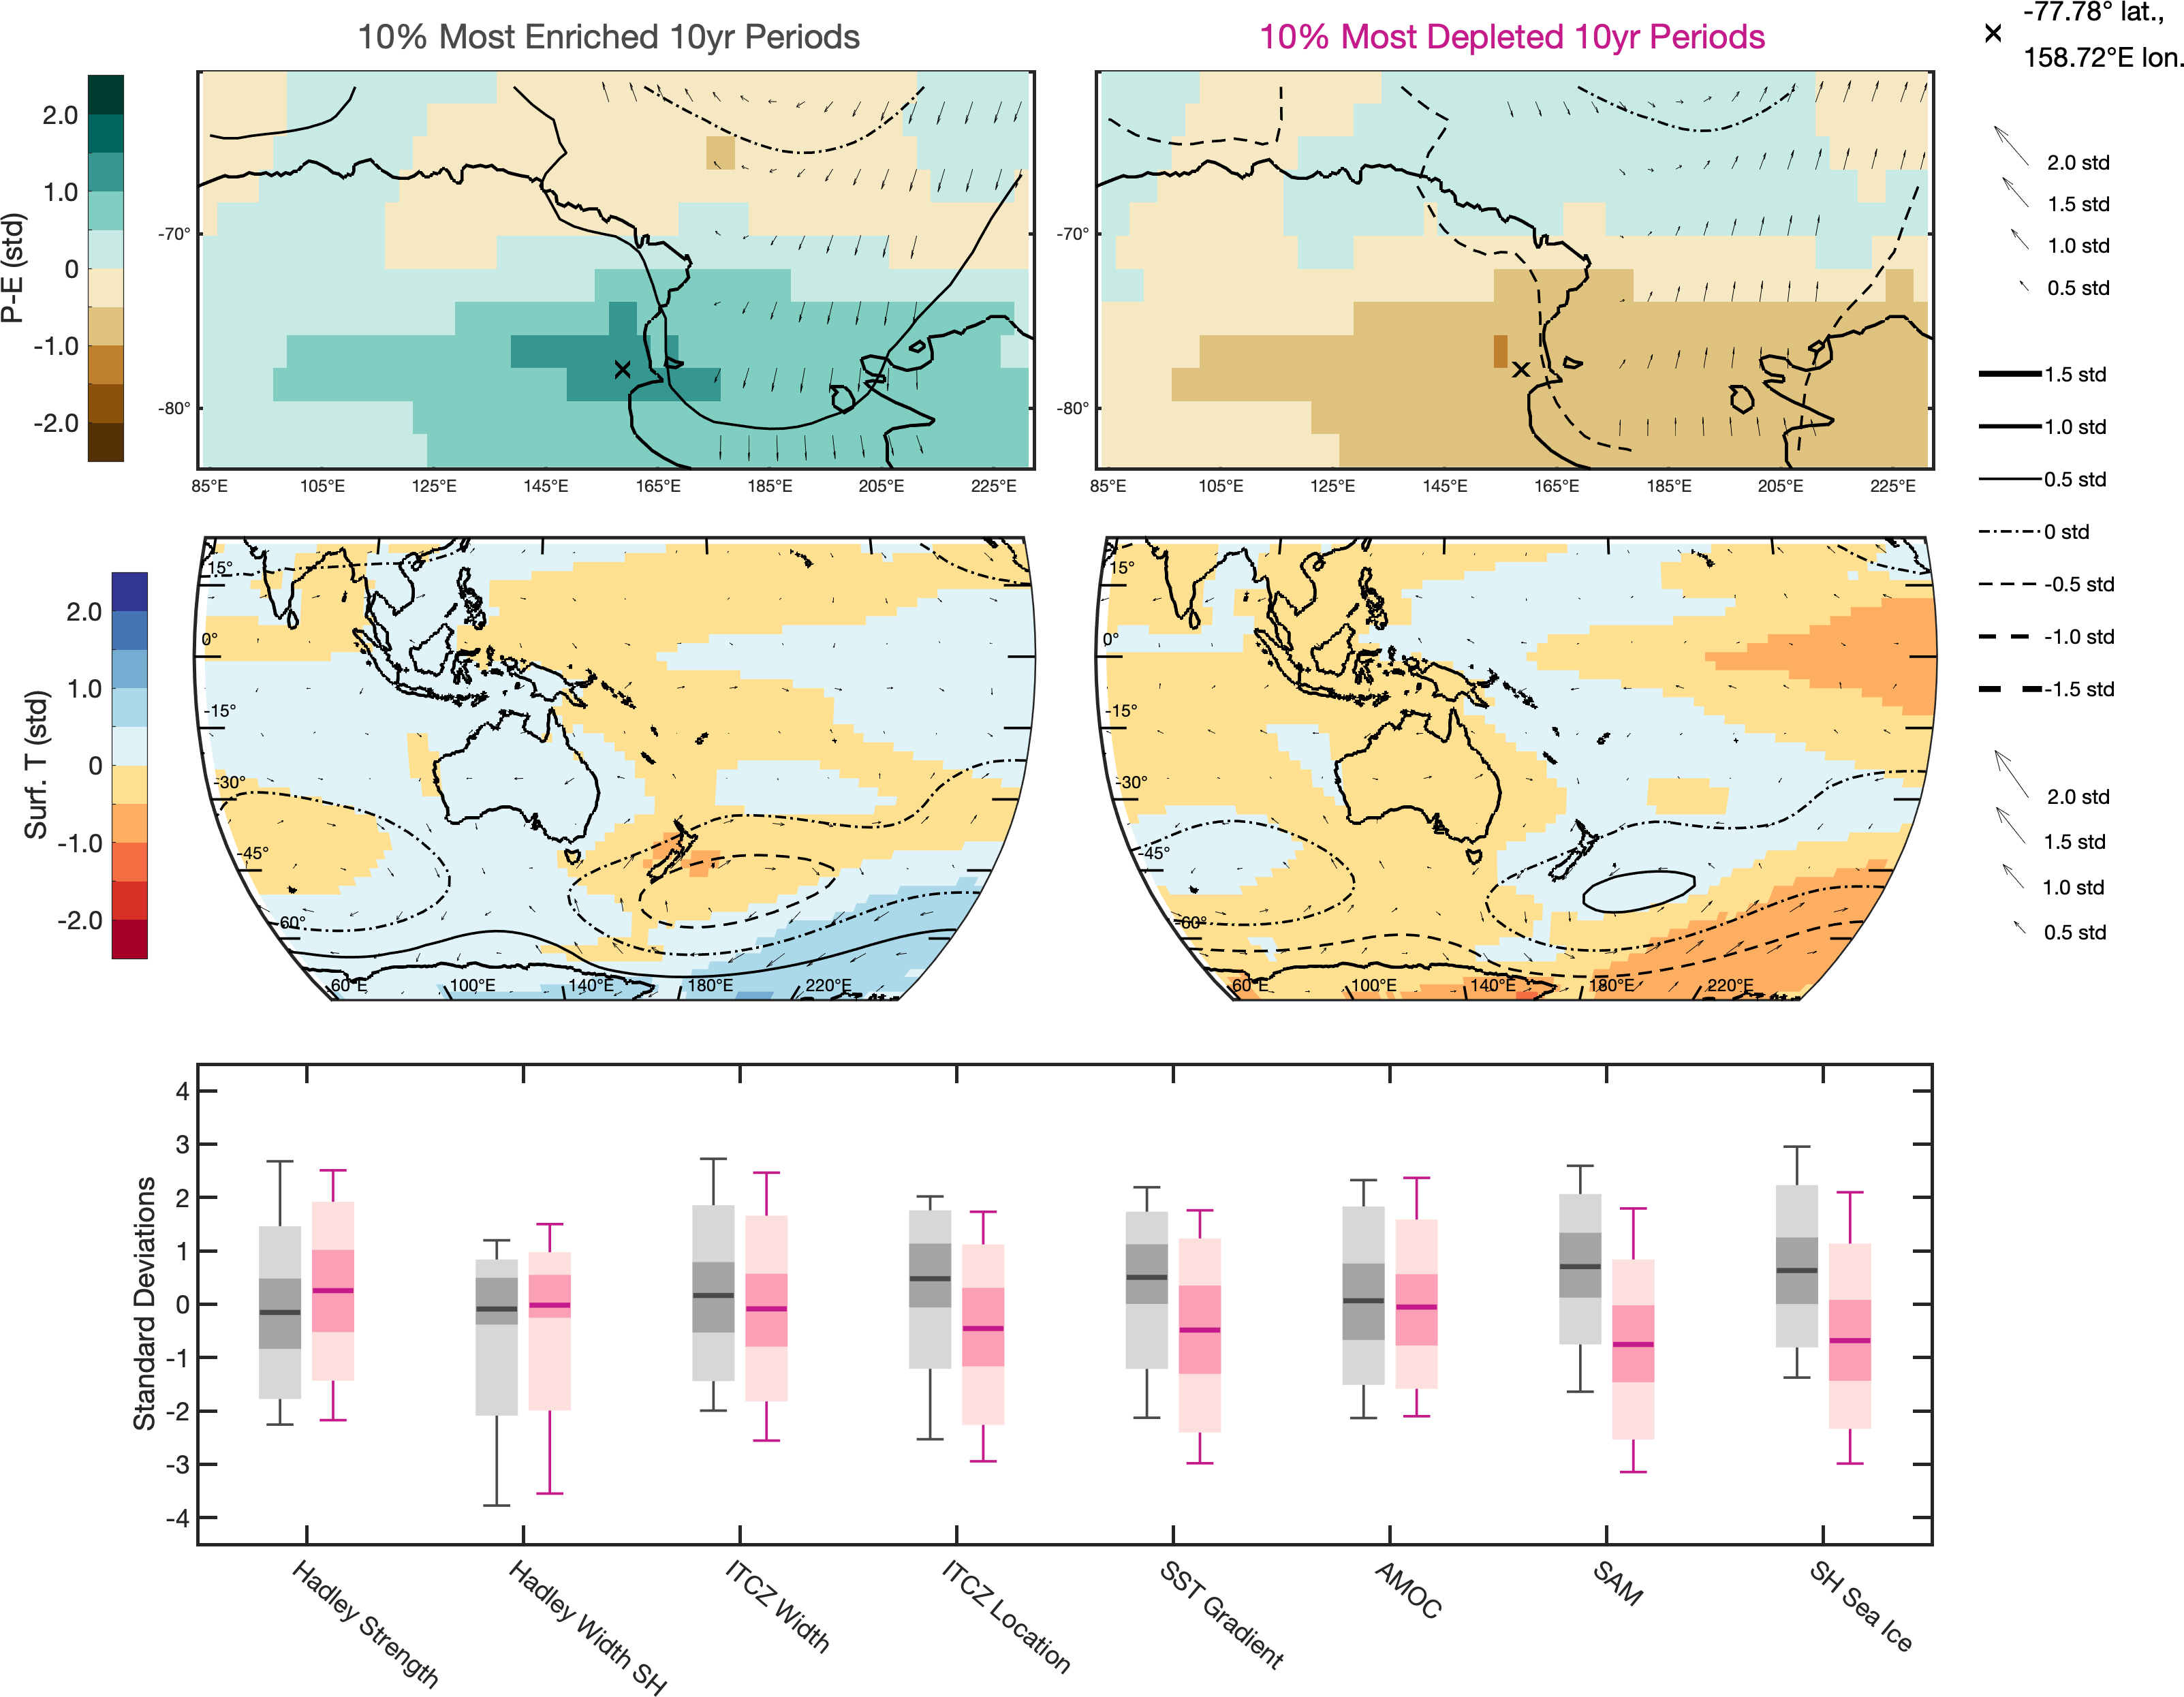 10% Most Enriched 10yr Periods
10% Most Depleted 10yr Periods
-77.78° lat.,
158.72°E lon.
P-E (std)
2.0
1.0
0
-1.0
-2.0
-70°
-80°
85°E 105°E 125°E 145°E 165°E 185°E 205°E 225°E
-70°
-80°
85°E 105°E 125°E 145°E 165°E 185°E 205°E 225°E
2.0 std
1.5 std
1.0 std
0.5 std
1.5 std
1.0 std
0.5 std
0 std
-0.5 std
-1.0 std
-1.5 std
Surf. T (std)
2.0
1.0
0
-1.0
-2.0
15°
0°
-15°
-30°
-45°
-60°
60°E 100°E 140°E 180°E 220°E
15°
0°
-15°
-30°
-45°
-60°
60°E 100°E 140°E 180°E 220°E
2.0 std
1.5 std
1.0 std
0.5 std
Standard Deviations
4
3
2
1
0
-1
-2
-3
-4
Hadley Strength
Hadley Width SH
ITCZ Width
ITCZ Location
SST Gradient
AMOC
SAM
SH Sea Ice